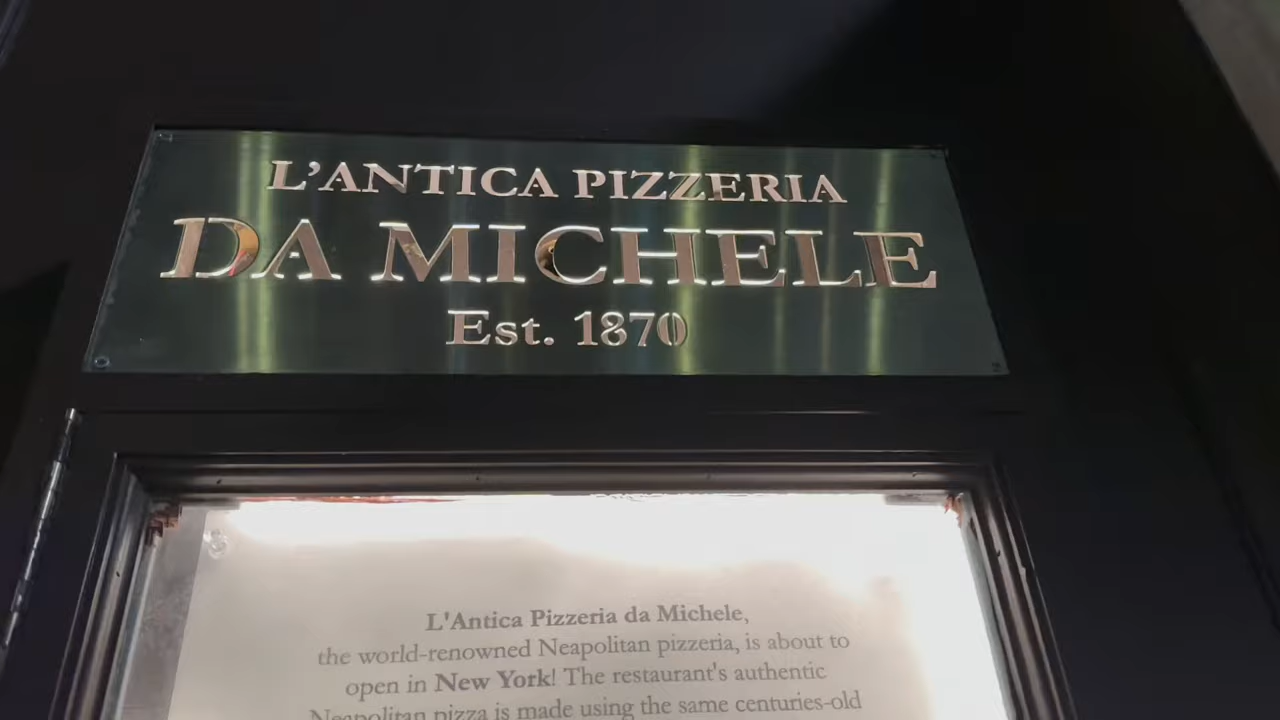 L'ANTICA PIZZERIA
DA MICHELE
Est. 1870
L'Antica Pizzeria da Michele,
the world-renowned Neapolitan pizzeria, is about to
open in New York! The restaurant's authentic
Neapolitan pizza is made using the same centuries-old